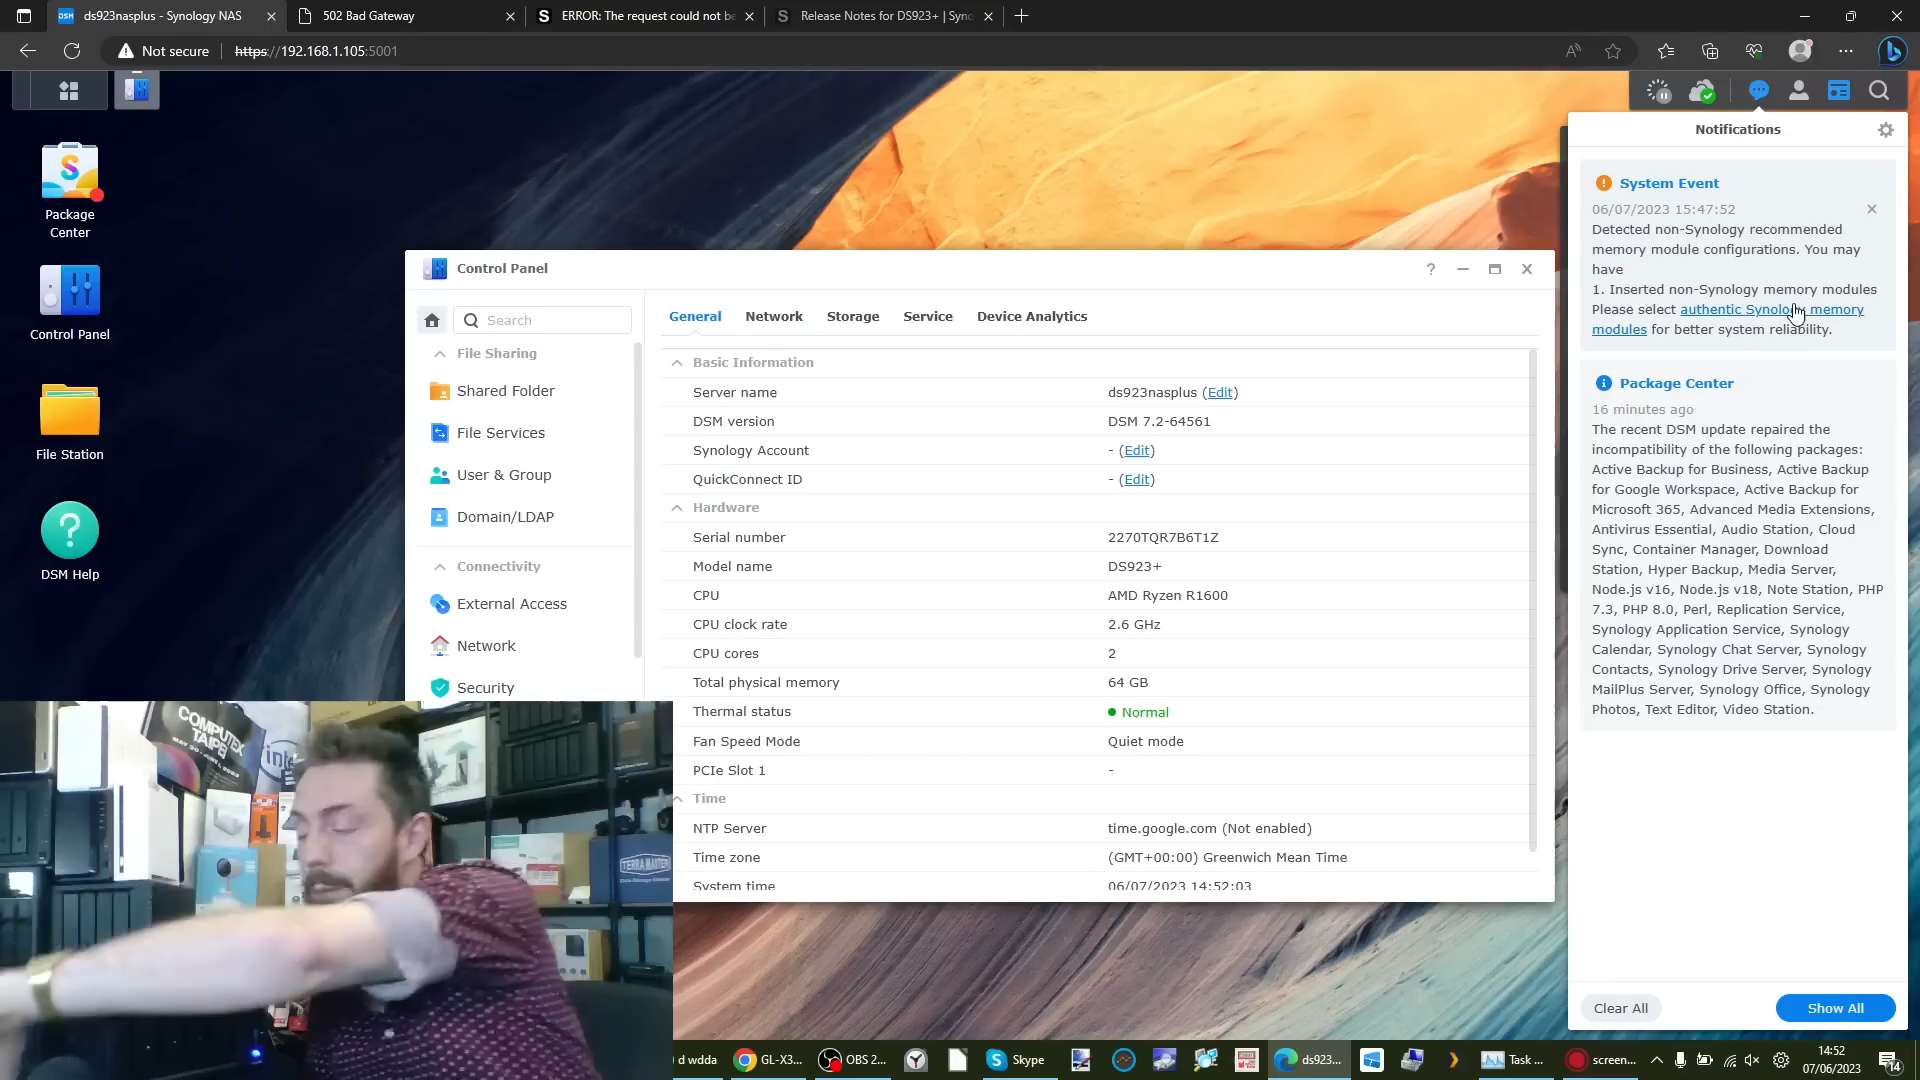 ds923nasplus - Synology NAS
502 Bad Gateway
ERROR: The request could not be
Release Notes for DS923+ | Syno
Not secure
https://192.168.1.105:5001
Package
Center
Control Panel
File Station
DSM Help
Control Panel
Search
File Sharing
Shared Folder
File Services
User & Group
Domain/LDAP
Connectivity
External Access
Network
Security
General
Network
Storage
Service
Device Analytics
Basic Information
Server name
ds923nasplus (Edit)
DSM version
DSM 7.2-64561
Synology Account
- (Edit)
QuickConnect ID
- (Edit)
Hardware
Serial number
2270TQR7B6T1Z
Model name
DS923+
CPU
AMD Ryzen R1600
CPU clock rate
2.6 GHz
CPU cores
2
Total physical memory
64 GB
Thermal status
Normal
Fan Speed Mode
Quiet mode
PCIe Slot 1
-
Time
NTP Server
time.google.com (Not enabled)
Time zone
(GMT+00:00) Greenwich Mean Time
System time
06/07/2023 14:52:03
Notifications
System Event
06/07/2023 15:47:52
Detected non-Synology recommended
memory module configurations. You may
have
1. Inserted non-Synology memory modules
Please select authentic Synology memory
modules for better system reliability.
Package Center
16 minutes ago
The recent DSM update repaired the
incompatibility of the following packages:
Active Backup for Business, Active Backup
for Google Workspace, Active Backup for
Microsoft 365, Advanced Media Extensions,
Antivirus Essential, Audio Station, Cloud
Sync, Container Manager, Download
Station, Hyper Backup, Media Server,
Node.js v16, Node.js v18, Note Station, PHP
7.3, PHP 8.0, Perl, Replication Service,
Synology Application Service, Synology
Calendar, Synology Chat Server, Synology
Contacts, Synology Drive Server, Synology
MailPlus Server, Synology Office, Synology
Photos, Text Editor, Video Station.
Clear All
Show All
COMPUTEX
TAIPEI
intel
TERRAMASTER
d wdda
GL-X3...
OBS 2...
Skype
ds923...
Task ...
screen...
14:52
07/06/2023
14